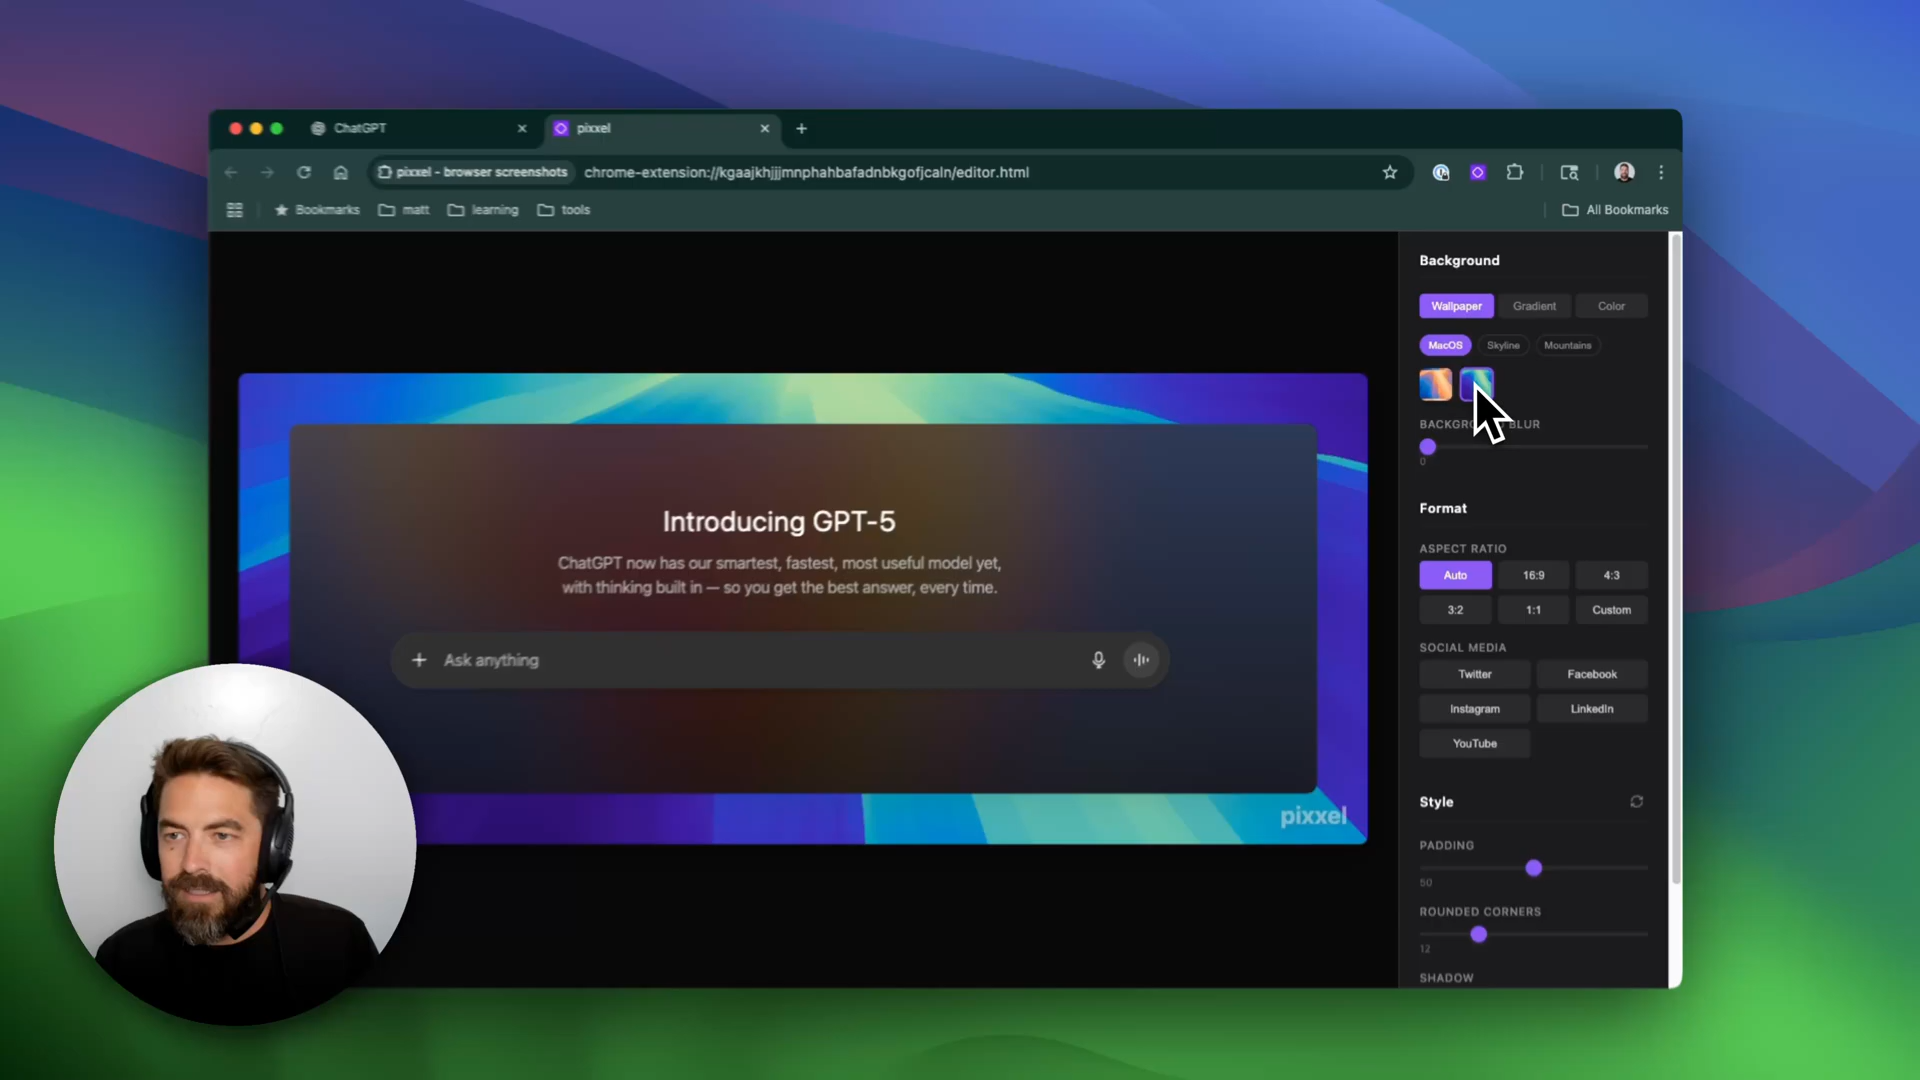 ChatGPT
pixxel
pixxel - browser screenshots
chrome-extension://kgaajkhjjjmnphahbafadnbkgofjcaln/editor.html
Bookmarks
matt
learning
tools
All Bookmarks
Introducing GPT-5
ChatGPT now has our smartest, fastest, most useful model yet,
with thinking built in — so you get the best answer, every time.
Ask anything
pixxel
Background
Wallpaper Gradient Color
MacOS Skyline Mountains
BLUR
0
Format
ASPECT RATIO
Auto 16:9 4:3
3:2 1:1 Custom
SOCIAL MEDIA
Twitter Facebook
Instagram LinkedIn
YouTube
Style
PADDING
50
ROUNDED CORNERS
12
SHADOW